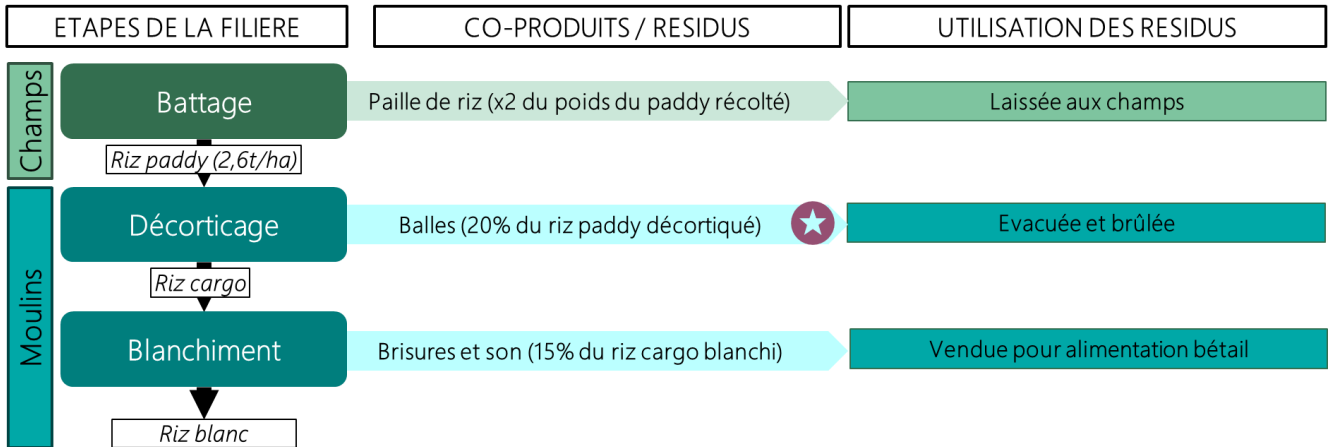 ETAPES DE LA FILIERE
CO-PRODUITS / RESIDUS
UTILISATION DES RESIDUS
Champs
Battage
Paille de riz (x2 du poids du paddy récolté)
Laissée aux champs
Riz paddy (2,6t/ha)
Moulins
Décorticage
Balles (20% du riz paddy décortiqué)
Evacuée et brûlée
Riz cargo
Blanchiment
Brisures et son (15% du riz cargo blanchi)
Vendue pour alimentation bétail
Riz blanc